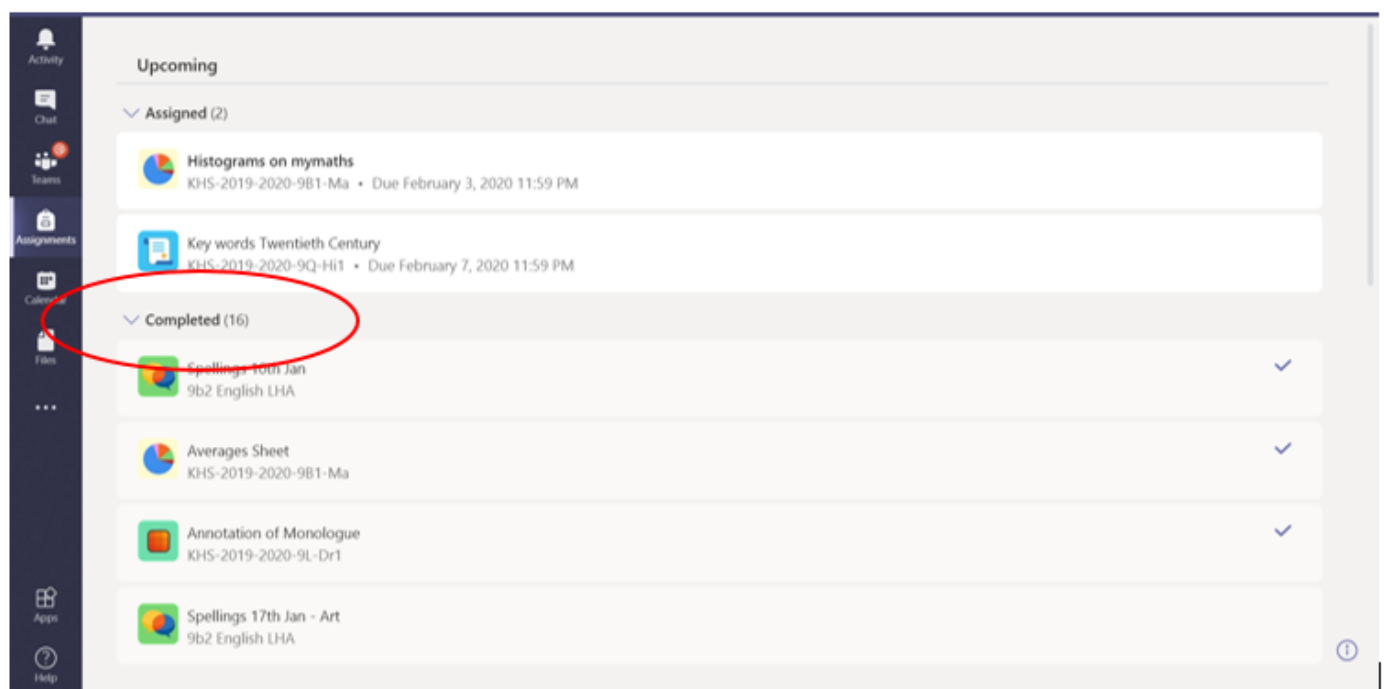 Activity
Chat
Teams
Assignments
Calendar
Files
Apps
Help
Upcoming
Assigned (2)
Histograms on mymaths
KHS-2019-2020-9B1-Ma • Due February 3, 2020 11:59 PM
Key words Twentieth Century
KHS-2019-2020-9Q-Hi1 • Due February 7, 2020 11:59 PM
Completed (16)
Spellings 10th Jan
9b2 English LHA
Averages Sheet
KHS-2019-2020-9B1-Ma
Annotation of Monologue
KHS-2019-2020-9L-Dr1
Spellings 17th Jan - Art
9b2 English LHA